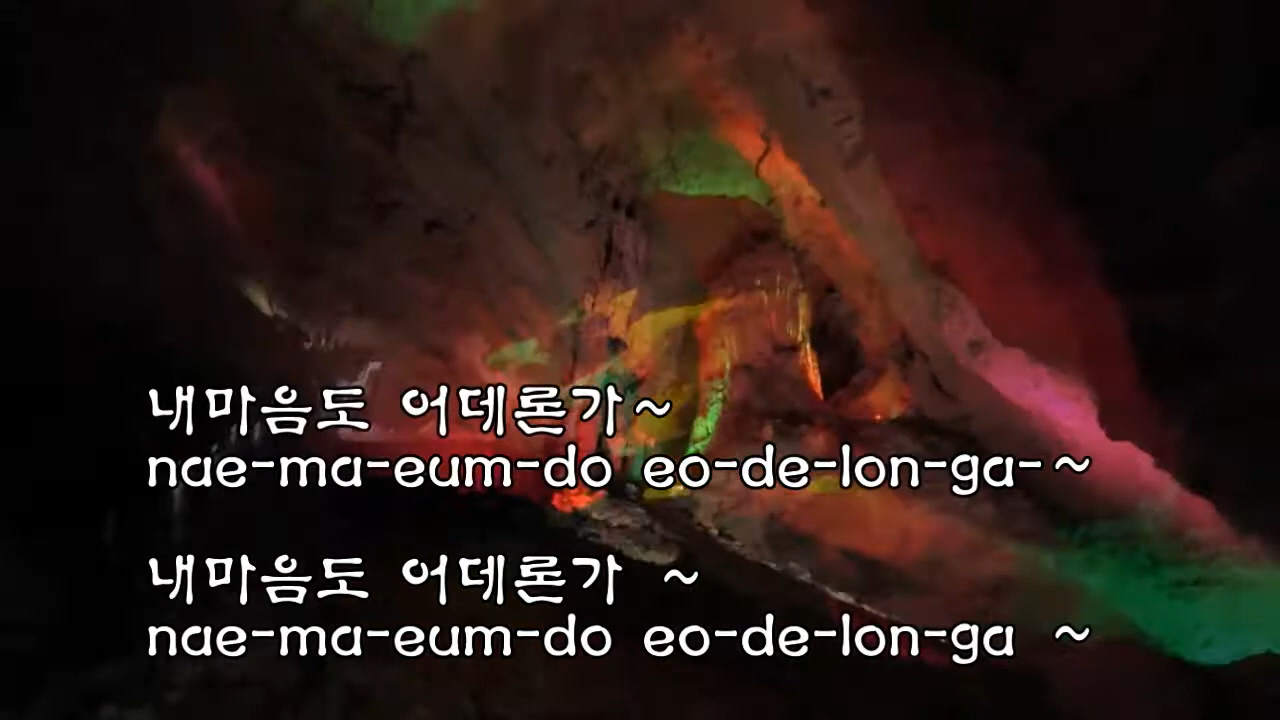 내마음도 어데론가~
nae-ma-eum-do eo-de-lon-ga-~
내마음도 어데론가 ~
nae-ma-eum-do eo-de-lon-ga ~